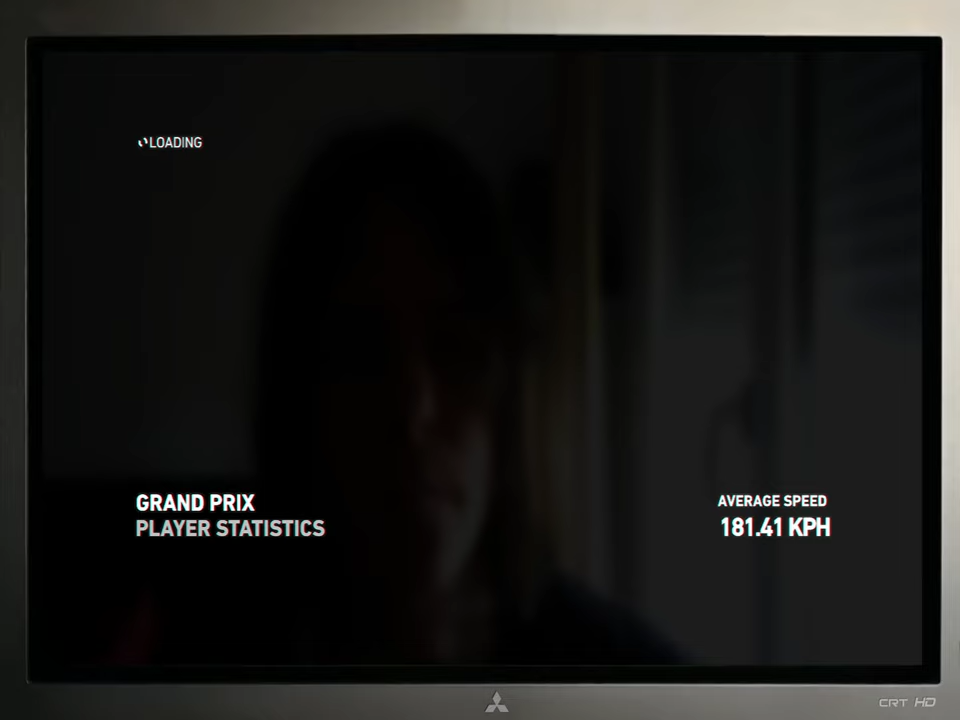 LOADING
GRAND PRIX
PLAYER STATISTICS
AVERAGE SPEED
181.41 KPH
CRT HD